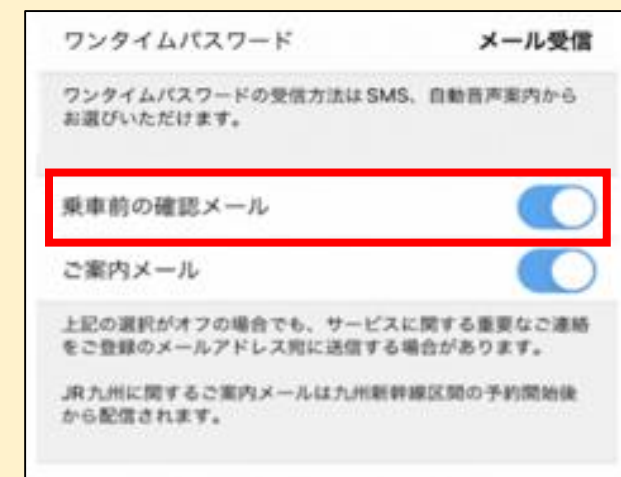 ワンタイムパスワード メール受信
ワンタイムパスワードの受信方法は SMS、自動音声案内から
お選びいただけます。
乗車前の確認メール
ご案内メール
上記の選択がオフの場合でも、サービスに関する重要なご連絡
をご登録のメールアドレス宛に送信する場合があります。
JR九州に関するご案内メールは九州新幹線区間の予約開始後
から配信されます。